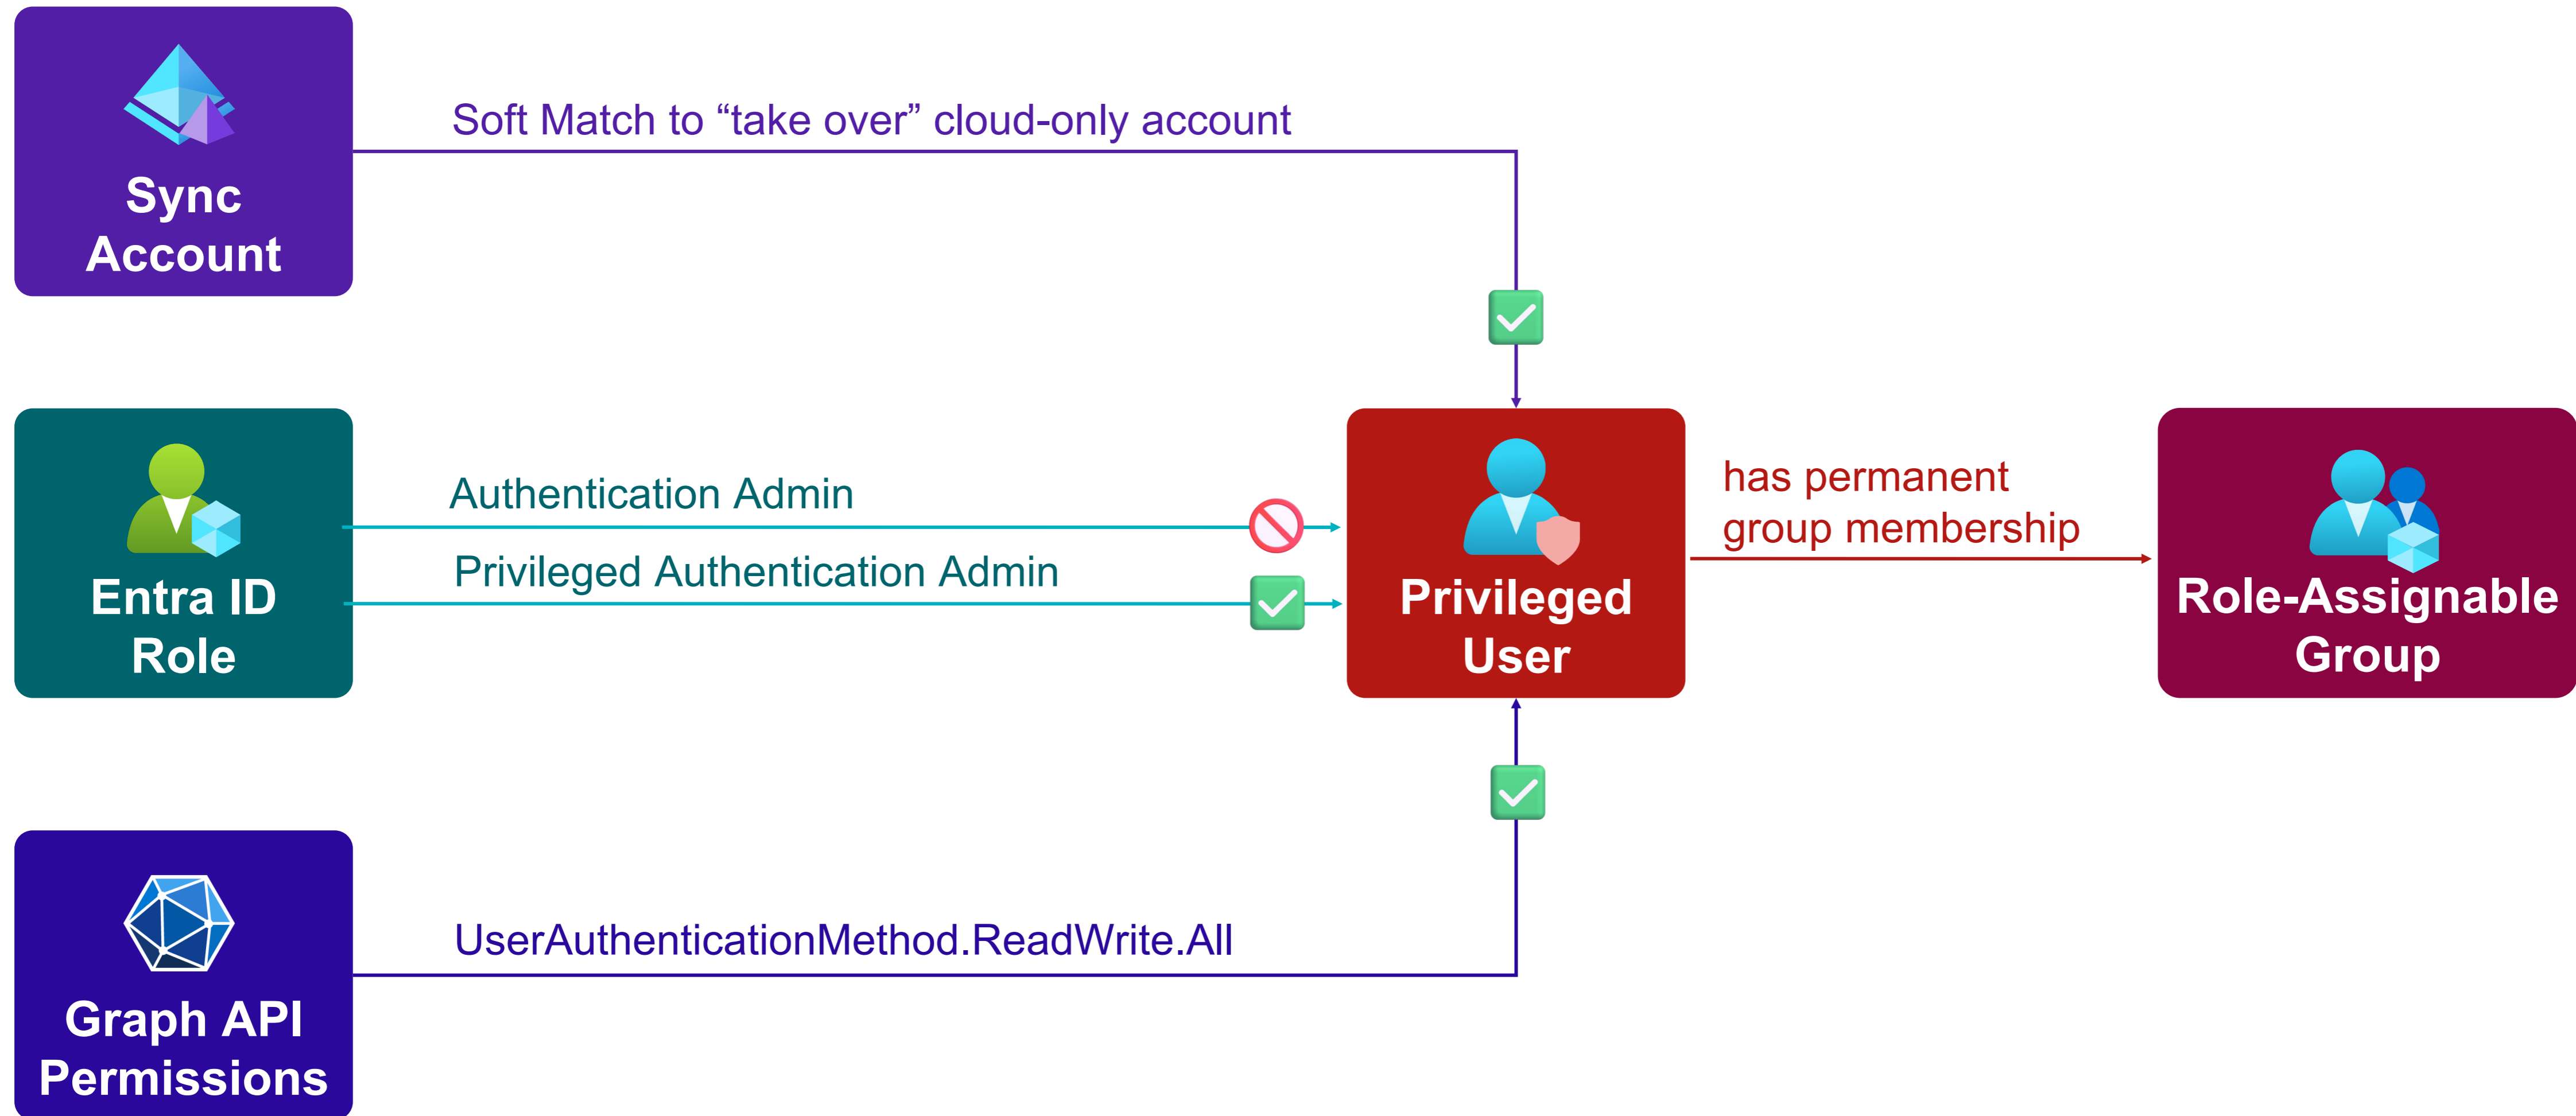 Sync
Account
Soft Match to “take over” cloud-only account
Entra ID
Role
Authentication Admin
Privileged Authentication Admin
Privileged
User
has permanent
group membership
Role-Assignable
Group
Graph API
Permissions
UserAuthenticationMethod.ReadWrite.All